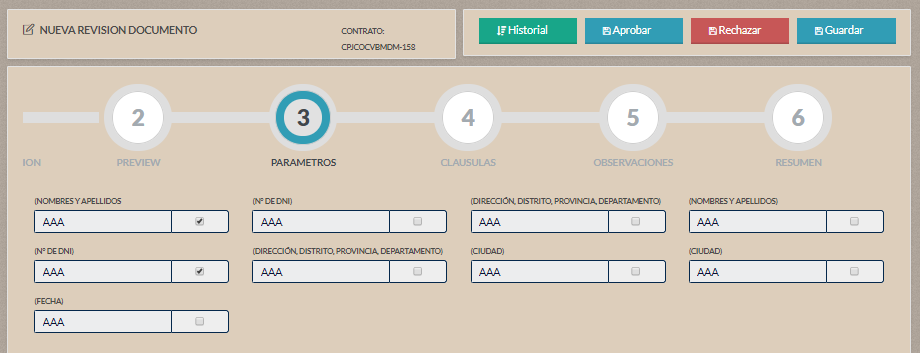 NUEVA REVISION DOCUMENTO
CONTRATO:
CPJCOCVBMDM-158
Historial
Aprobar
Rechazar
Guardar
2
3
4
5
6
ION
PREVIEW
PARAMETROS
CLAUSULAS
OBSERVACIONES
RESUMEN
(NOMBRES Y APELLIDOS
(Nº DE DNI)
(DIRECCIÓN, DISTRITO, PROVINCIA, DEPARTAMENTO)
(NOMBRES Y APELLIDOS)
AAA
AAA
AAA
AAA
(Nº DE DNI)
(DIRECCIÓN, DISTRITO, PROVINCIA, DEPARTAMENTO)
(CIUDAD)
(CIUDAD)
AAA
AAA
AAA
AAA
(FECHA)
AAA